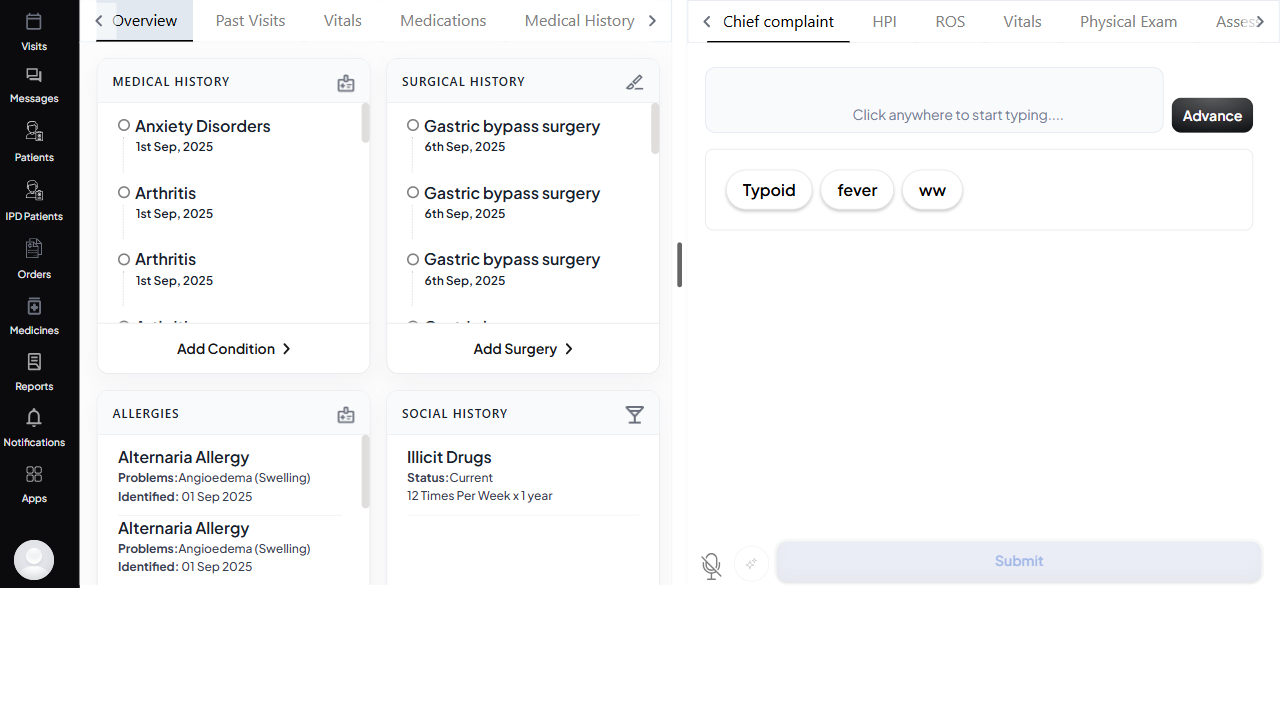 Visits
Messages
Patients
IPD Patients
Orders
Medicines
Reports
Notifications
Apps
Overview Past Visits Vitals Medications Medical History
MEDICAL HISTORY
Anxiety Disorders
1st Sep, 2025
Arthritis
1st Sep, 2025
Arthritis
1st Sep, 2025
Add Condition
SURGICAL HISTORY
Gastric bypass surgery
6th Sep, 2025
Gastric bypass surgery
6th Sep, 2025
Gastric bypass surgery
6th Sep, 2025
Add Surgery
ALLERGIES
Alternaria Allergy
Problems:Angioedema (Swelling)
Identified: 01 Sep 2025
Alternaria Allergy
Problems:Angioedema (Swelling)
Identified: 01 Sep 2025
SOCIAL HISTORY
Illicit Drugs
Status:Current
12 Times Per Week x 1 year
Chief complaint HPI ROS Vitals Physical Exam
Click anywhere to start typing....
Advance
Typoid fever ww
Submit